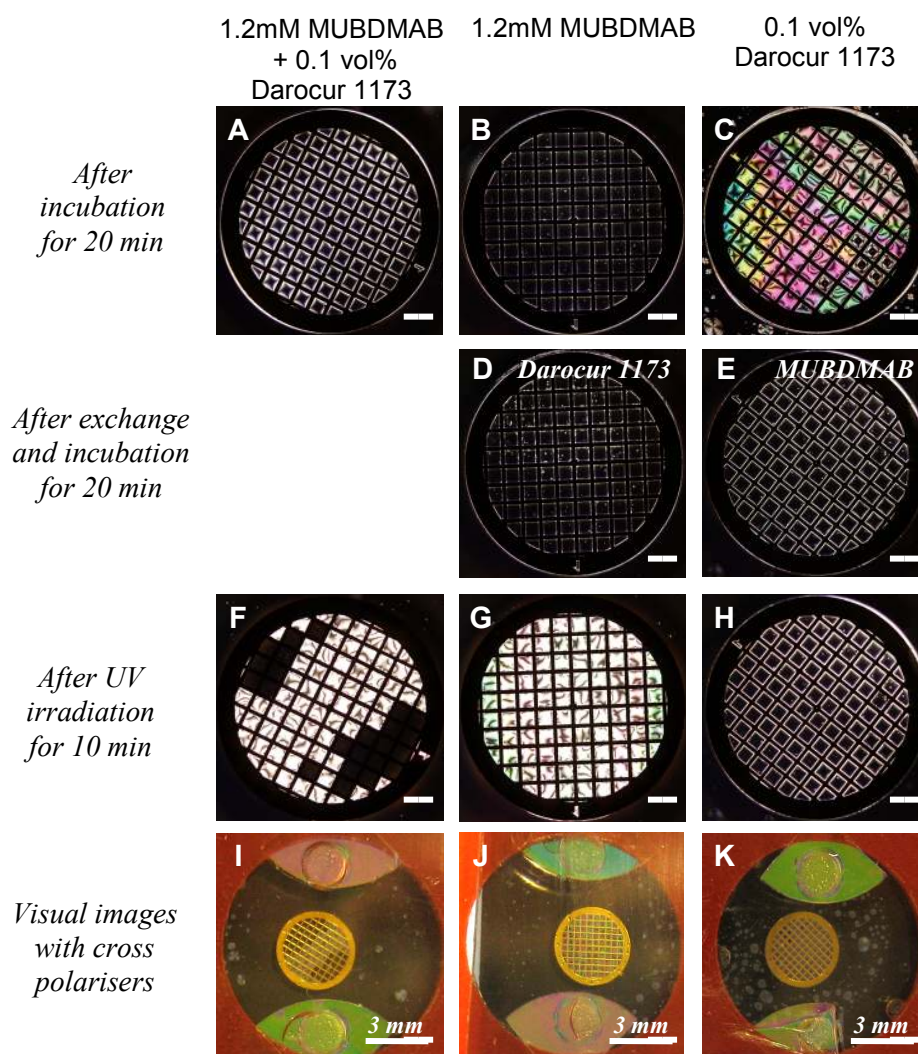 1.2mM MUBDMAB
+ 0.1 vol%
Darocur 1173
1.2mM MUBDMAB
0.1 vol%
Darocur 1173
After
incubation
for 20 min
A
B
C
After exchange
and incubation
for 20 min
D
Darocur 1173
E
MUBDMAB
After UV
irradiation
for 10 min
F
G
H
Visual images
with cross
polarisers
I
J
K
3 mm
3 mm
3 mm